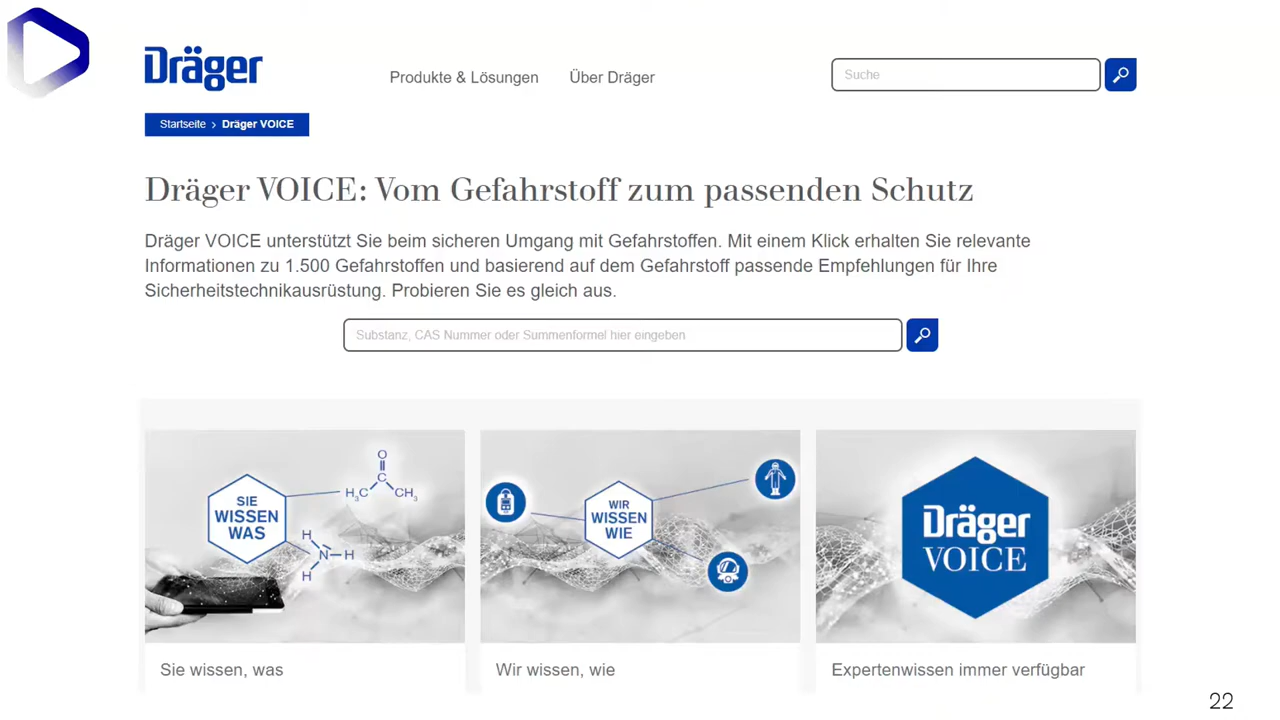 Dräger
Produkte & Lösungen
Über Dräger
Suche
Startseite › Dräger VOICE
Dräger VOICE: Vom Gefahrstoff zum passenden Schutz
Dräger VOICE unterstützt Sie beim sicheren Umgang mit Gefahrstoffen. Mit einem Klick erhalten Sie relevante
Informationen zu 1.500 Gefahrstoffen und basierend auf dem Gefahrstoff passende Empfehlungen für Ihre
Sicherheitstechnikausrüstung. Probieren Sie es gleich aus.
Substanz, CAS Nummer oder Summenformel hier eingeben
SIE
WISSEN
WAS
O
C
H₃C
CH₃
H
N
H
H
WIR
WISSEN
WIE
Dräger
VOICE
Sie wissen, was
Wir wissen, wie
Expertenwissen immer verfügbar
22